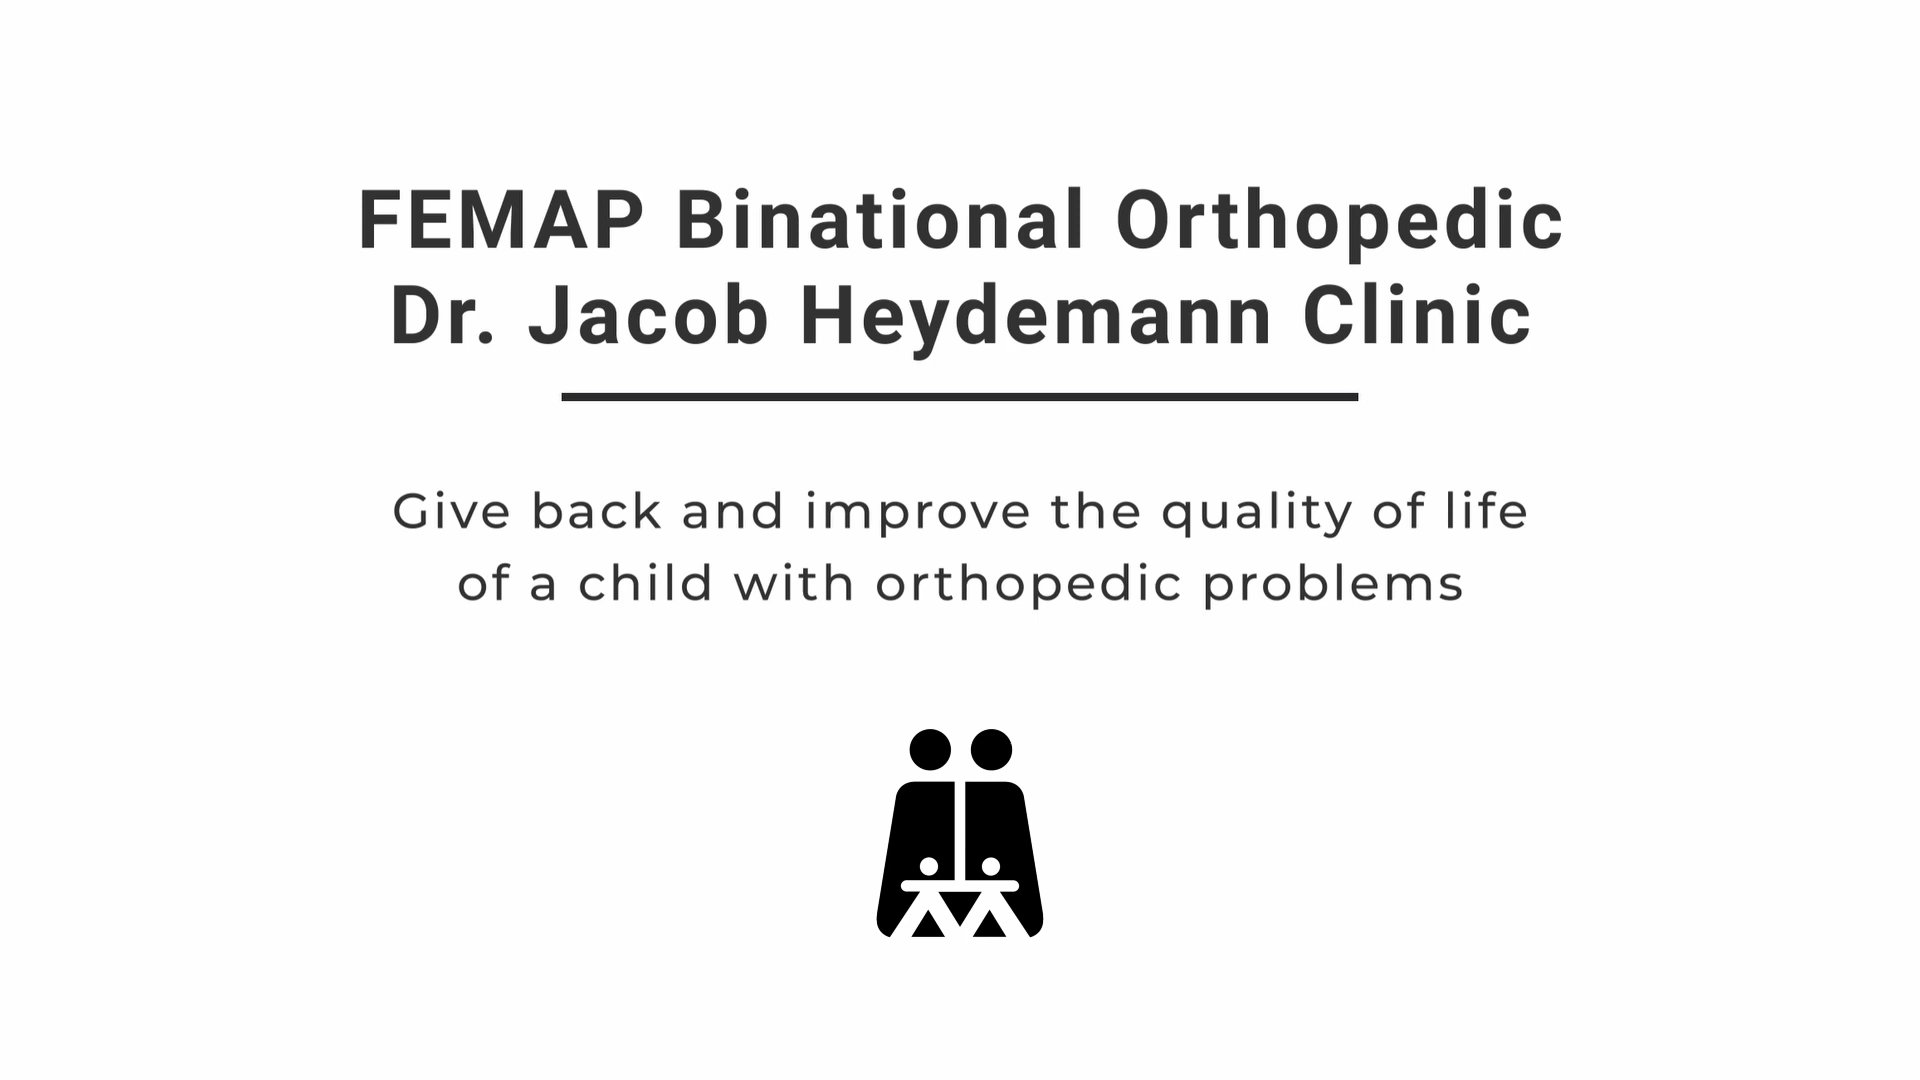 FEMAP Binational Orthopedic
Dr. Jacob Heydemann Clinic
Give back and improve the quality of life
of a child with orthopedic problems